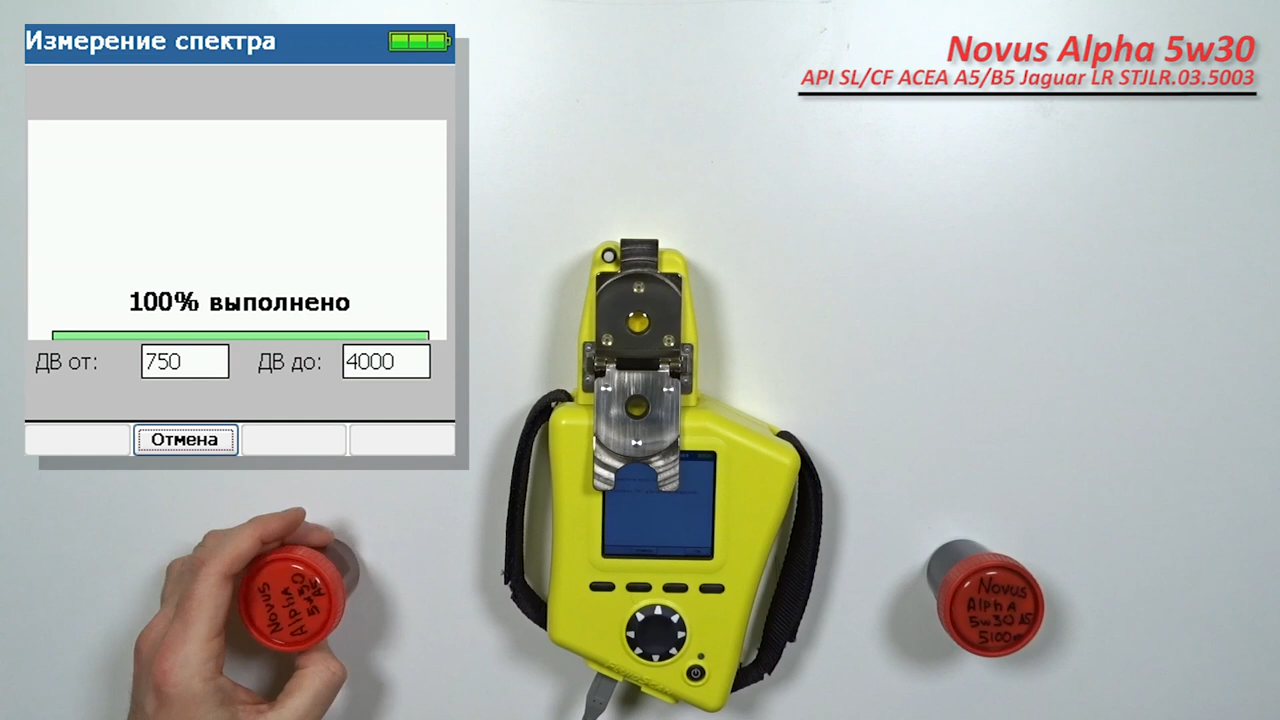 Измерение спектра
100% выполнено
ДВ от:
750
ДВ до:
4000
Отмена
Novus Alpha 5w30
API SL/CF ACEA A5/B5 Jaguar LR STJLR.03.5003
Novus
Alpha
5w30
A5
Novus
Alpha
5w30 A5
5100